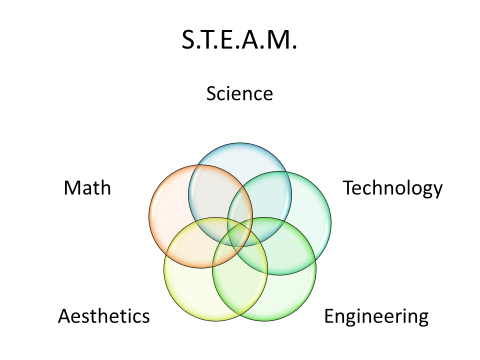 S.T.E.A.M.
Science
Math
Technology
Aesthetics
Engineering